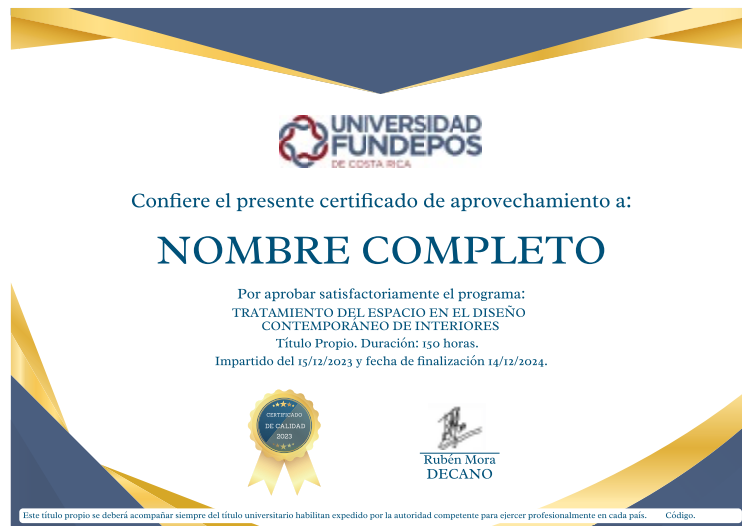 UNIVERSIDAD
FUNDEPOS
DE COSTA RICA
Confiere el presente certificado de aprovechamiento a:
NOMBRE COMPLETO
Por aprobar satisfactoriamente el programa:
TRATAMIENTO DEL ESPACIO EN EL DISEÑO
CONTEMPORÁNEO DE INTERIORES
Título Propio. Duración: 150 horas.
Impartido del 15/12/2023 y fecha de finalización 14/12/2024.
CERTIFICADO
DE CALIDAD
2023
Rubén Mora
DECANO
Este título propio se deberá acompañar siempre del título universitario habilitan expedido por la autoridad competente para ejercer profesionalmente en cada país. Código.